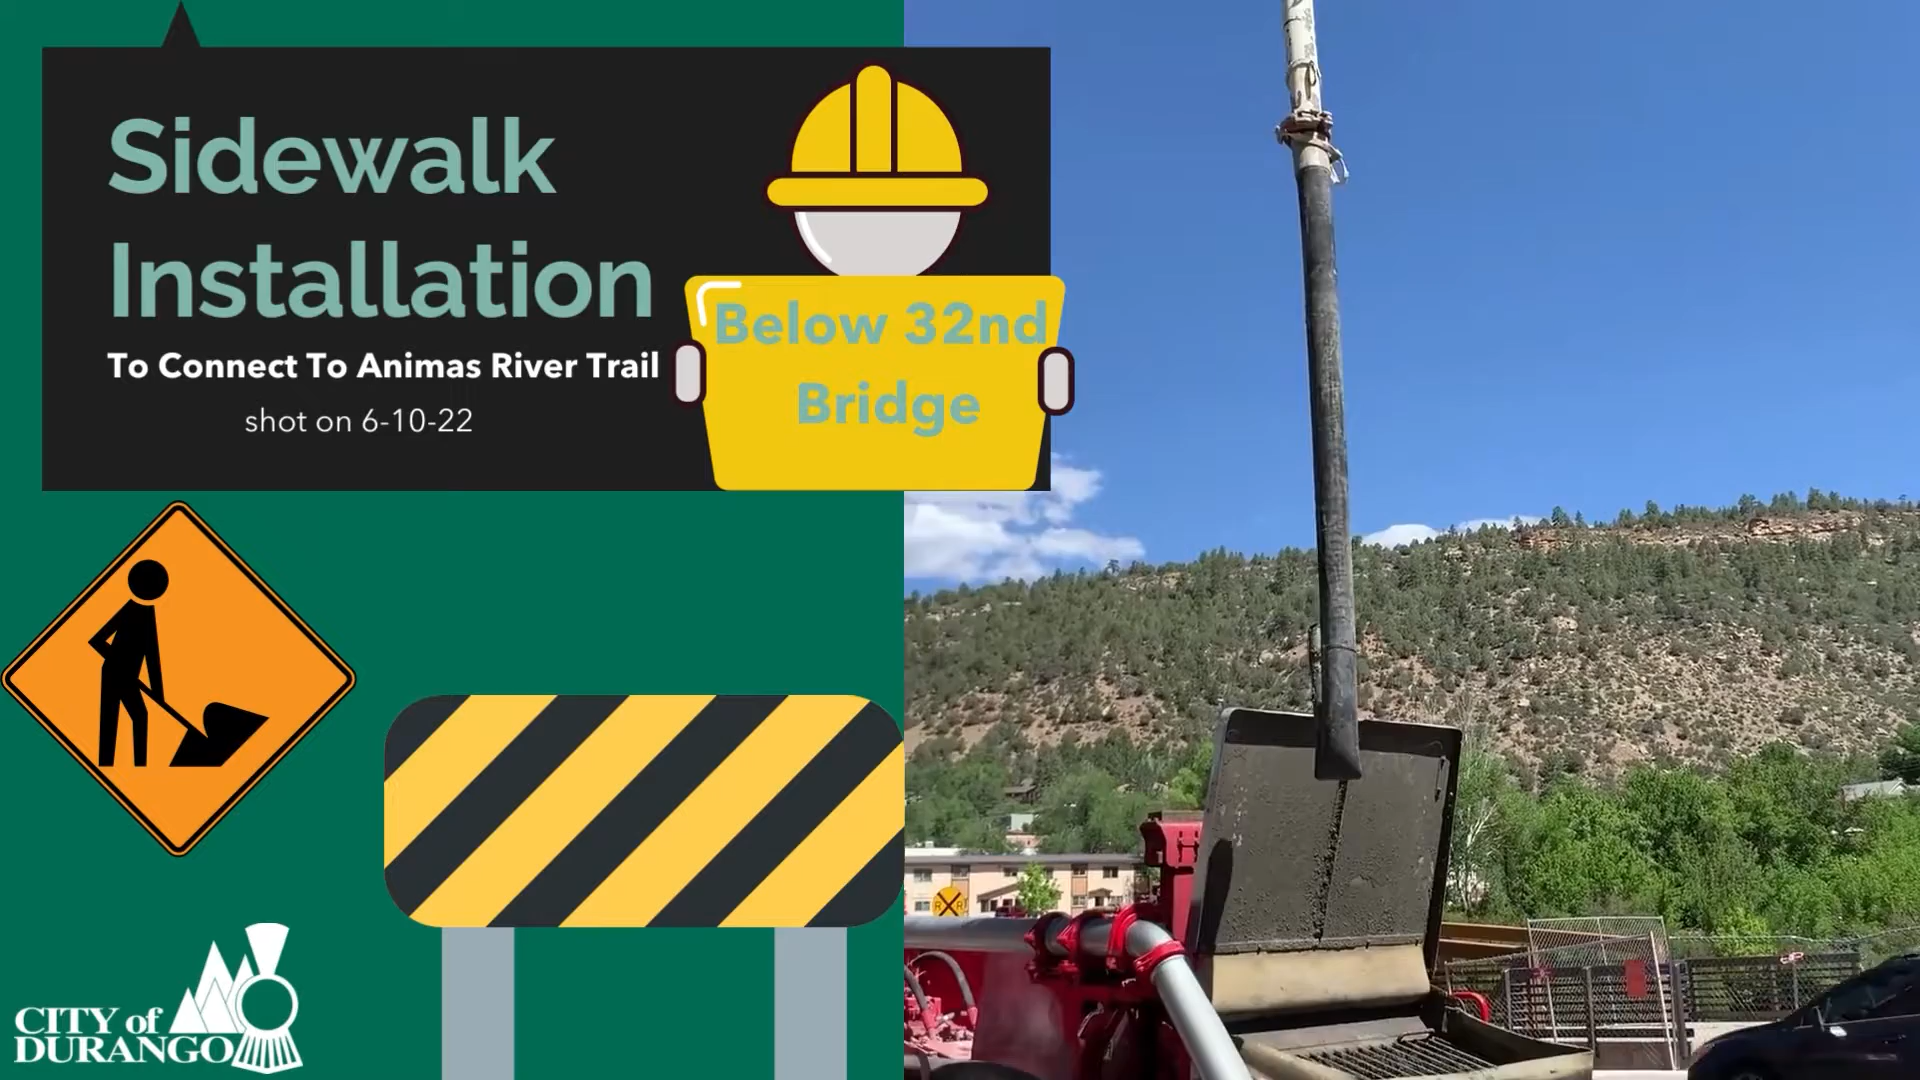 Sidewalk
Installation
To Connect To Animas River Trail
shot on 6-10-22
Below 32nd
Bridge
CITY of
DURANGO
R R